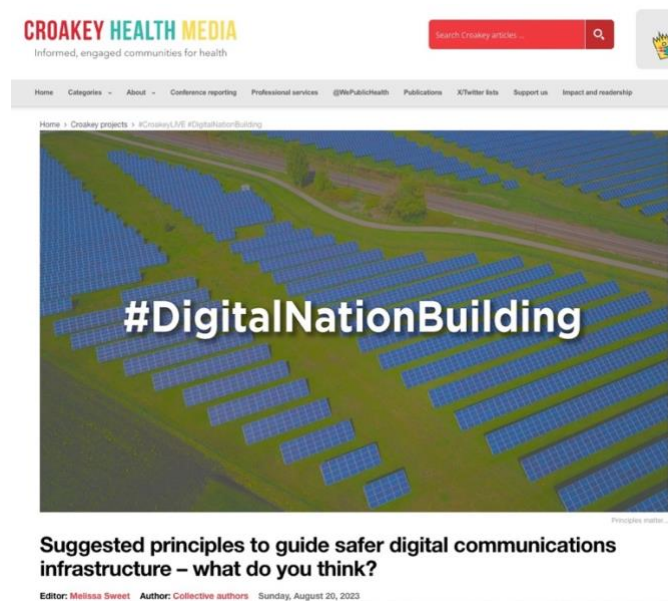 CROAKEY HEALTH MEDIA
Informed, engaged communities for health
Search Croakey articles ...
Home Categories About Conference reporting Professional services @WePublicHealth Publications X/Twitter lists Support us Impact and readership
Home > Croakey projects > #CroakeyLIVE #DigitalNationBuilding
#DigitalNationBuilding
Principles matter...
Suggested principles to guide safer digital communications
infrastructure – what do you think?
Editor: Melissa Sweet Author: Collective authors Sunday, August 20, 2023